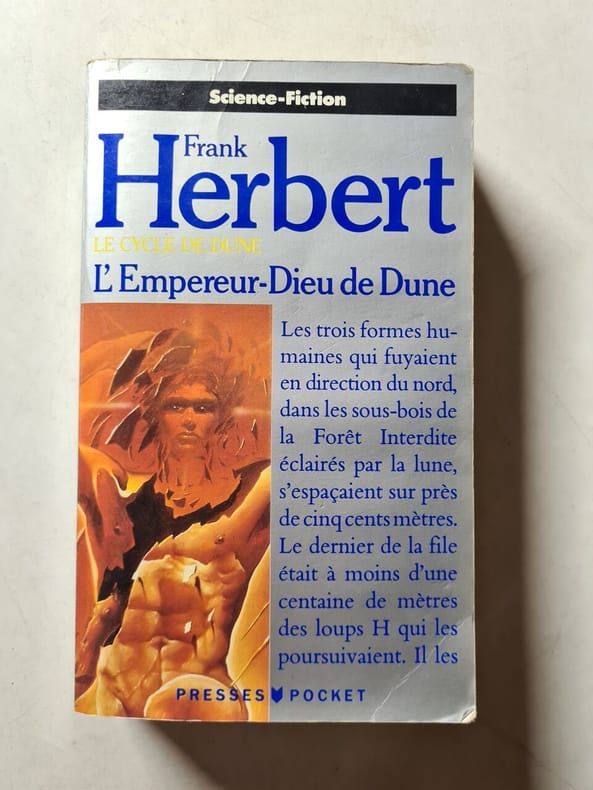 Science-Fiction
Frank
Herbert
LE CYCLE DE DUNE
L'Empereur-Dieu de Dune
Les trois formes hu-
maines qui fuyaient
en direction du nord,
dans les sous-bois de
la Forêt Interdite
éclairés par la lune,
s'espaçaient sur près
de cinq cents mètres.
Le dernier de la file
était à moins d'une
centaine de mètres
des loups H qui les
poursuivaient. Il les
PRESSES POCKET